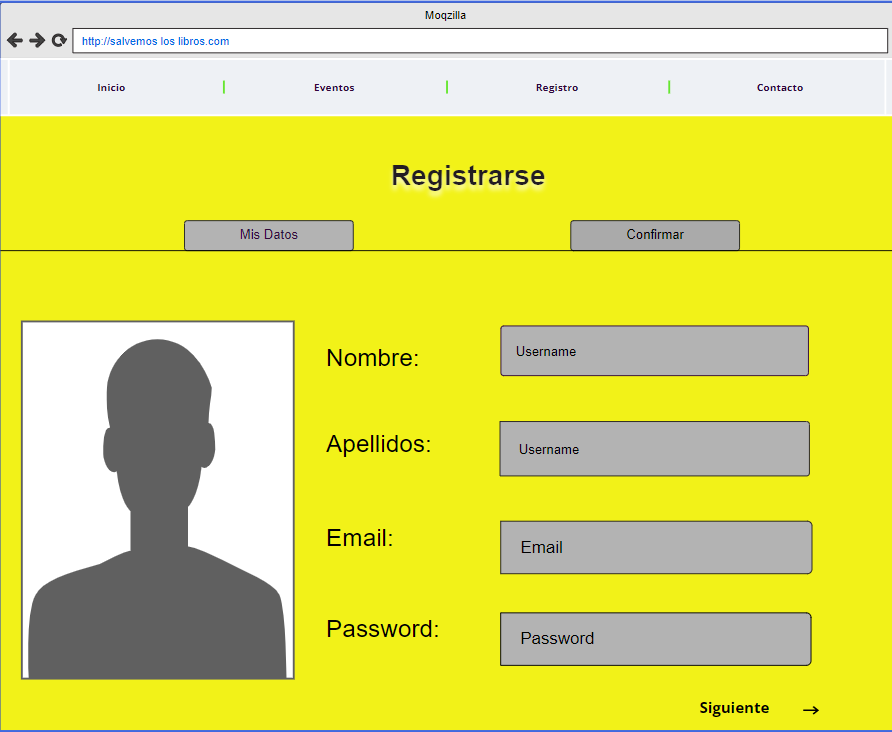 Moqzilla
http://salvemos los libros.com
Inicio | Eventos | Registro | Contacto
Registrarse
Mis Datos Confirmar
Nombre: Username
Apellidos: Username
Email: Email
Password: Password
Siguiente →